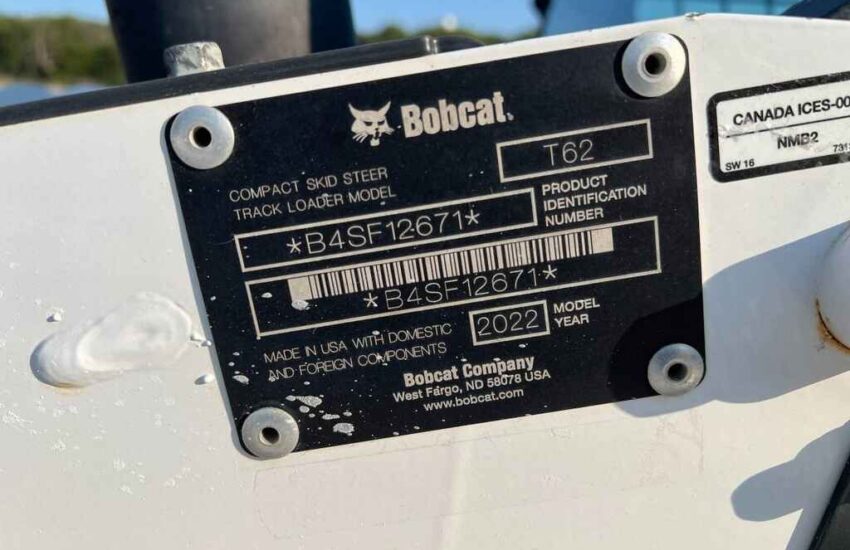 Bobcat.
COMPACT SKID STEER
TRACK LOADER MODEL
T62
*B4SF12671*
PRODUCT
IDENTIFICATION
NUMBER
*B4SF12671*
MADE IN USA WITH DOMESTIC
AND FOREIGN COMPONENTS
2022
MODEL
YEAR
Bobcat Company
West Fargo, ND 58078 USA
www.bobcat.com
CANADA ICES-00
NMB2
SW 16